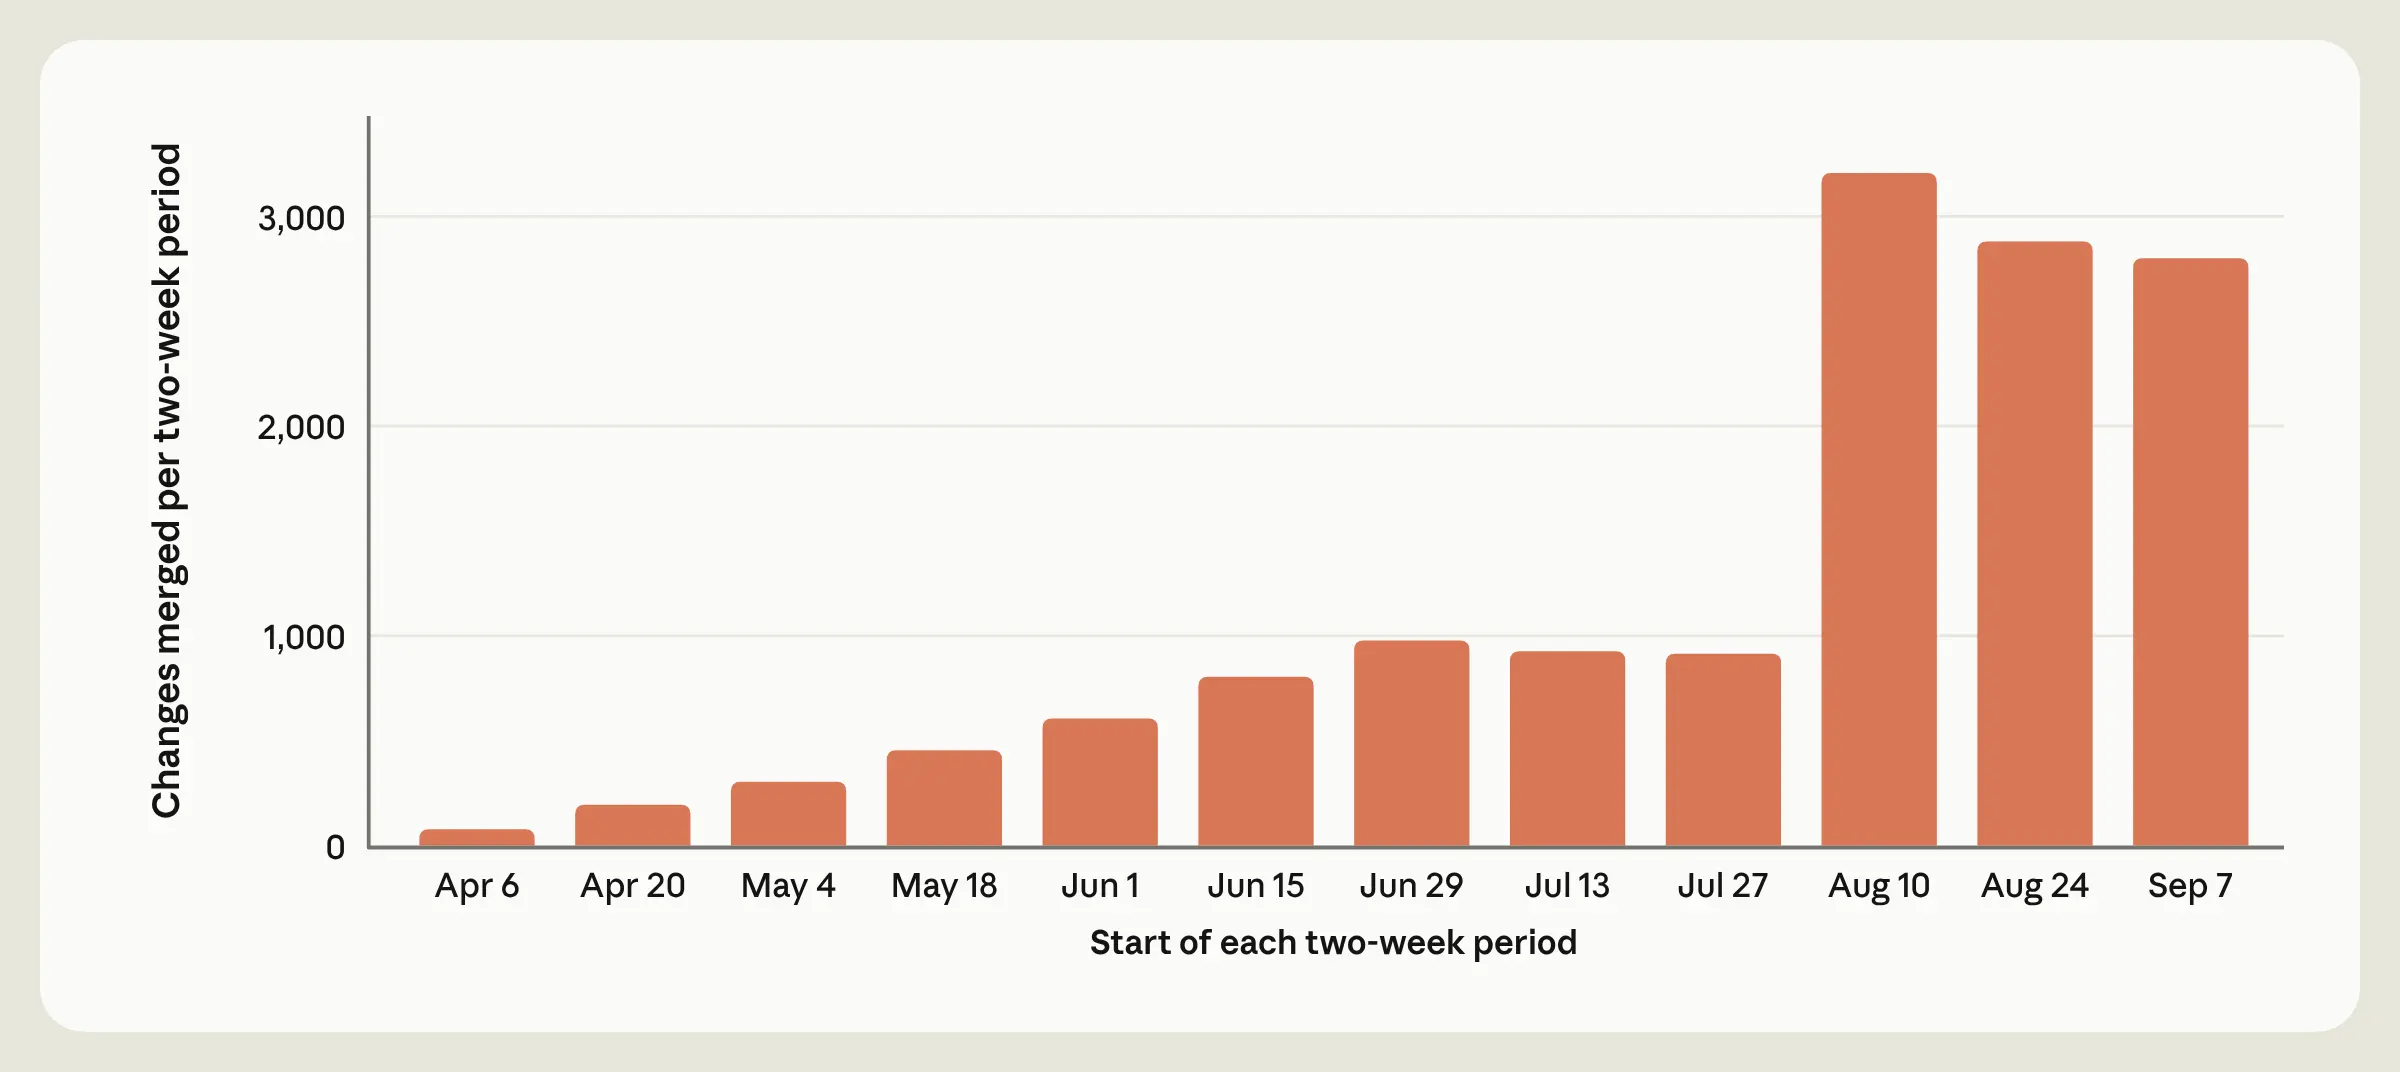 Changes merged per two-week period
3,000
2,000
1,000
0
Apr 6 Apr 20 May 4 May 18 Jun 1 Jun 15 Jun 29 Jul 13 Jul 27 Aug 10 Aug 24 Sep 7
Start of each two-week period